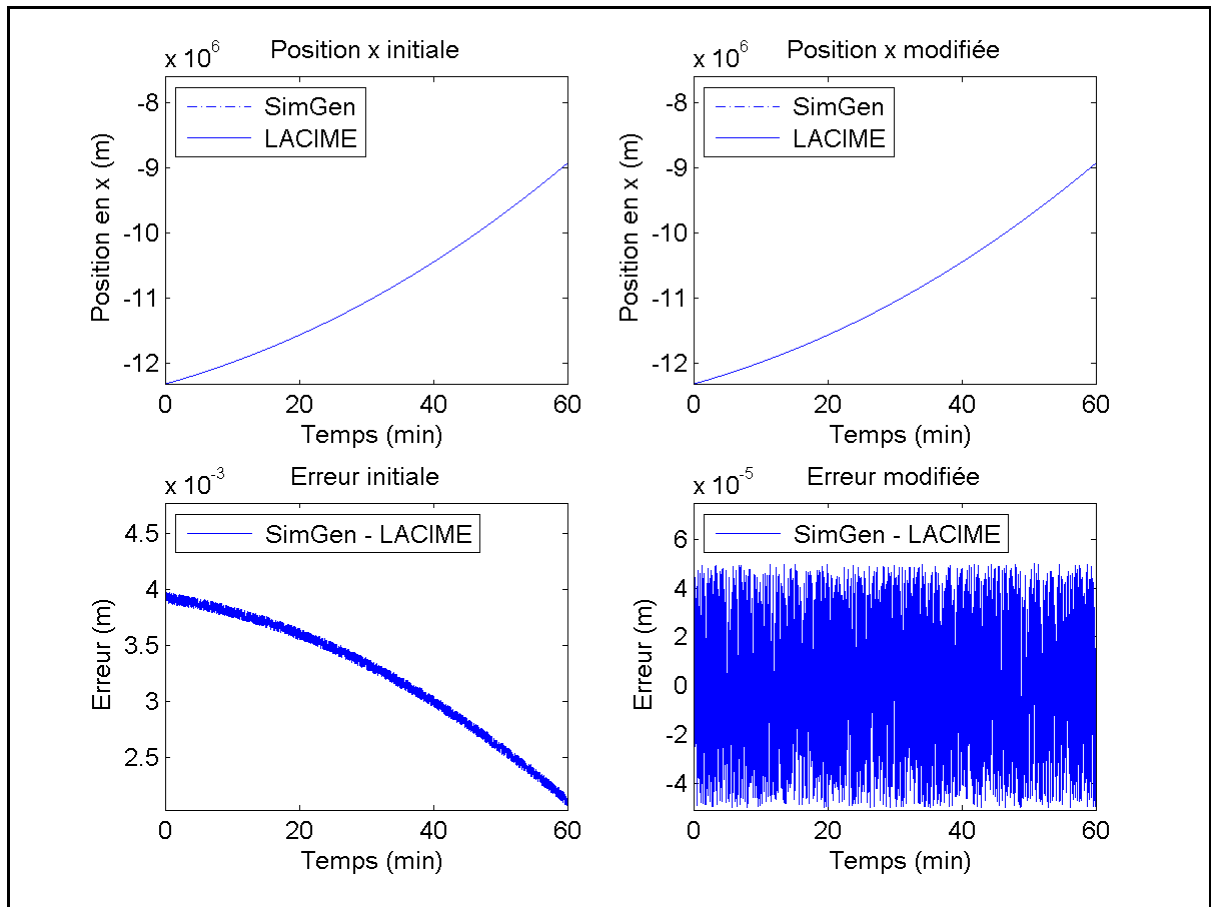 x 10^6
Position x initiale
SimGen
LACIME
Position en x (m)
-8
-9
-10
-11
-12
0 20 40 60
Temps (min)
x 10^6
Position x modifiée
SimGen
LACIME
Position en x (m)
-8
-9
-10
-11
-12
0 20 40 60
Temps (min)
x 10^-3
Erreur initiale
SimGen - LACIME
Erreur (m)
4.5
4
3.5
3
2.5
0 20 40 60
Temps (min)
x 10^-5
Erreur modifiée
SimGen - LACIME
Erreur (m)
6
4
2
0
-2
-4
0 20 40 60
Temps (min)